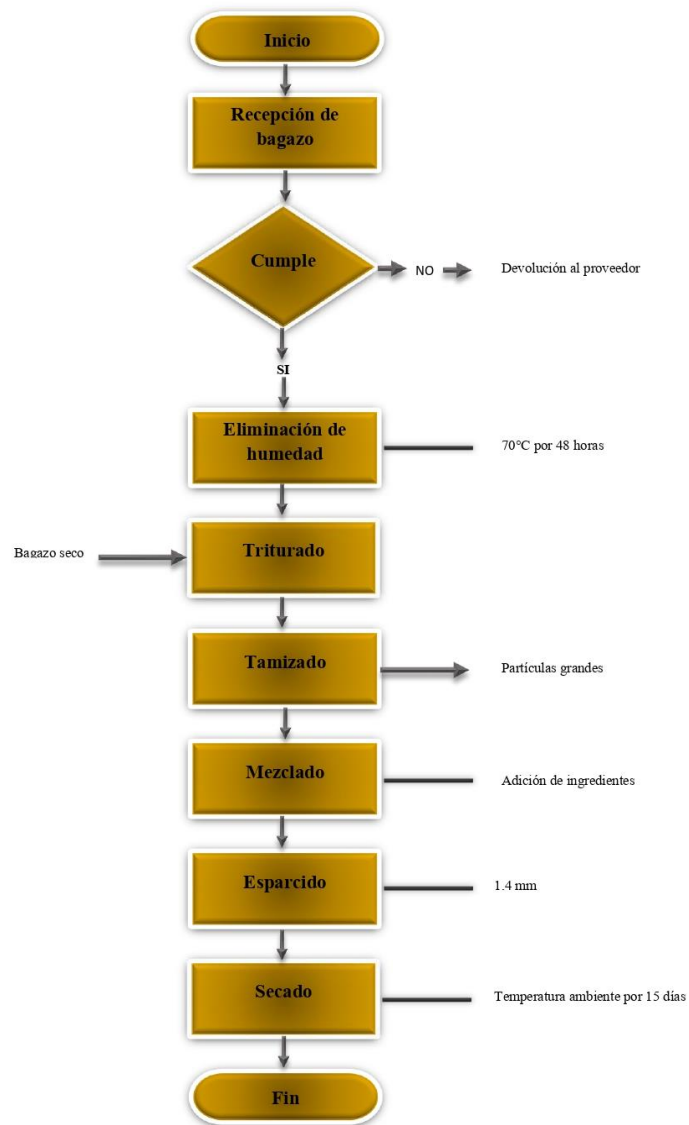 Inicio
Recepción de
bagazo
Cumple
NO
Devolución al proveedor
SI
Eliminación de
humedad
70°C por 48 horas
Bagazo seco
Triturado
Tamizado
Partículas grandes
Mezclado
Adición de ingredientes
Esparcido
1.4 mm
Secado
Temperatura ambiente por 15 días
Fin